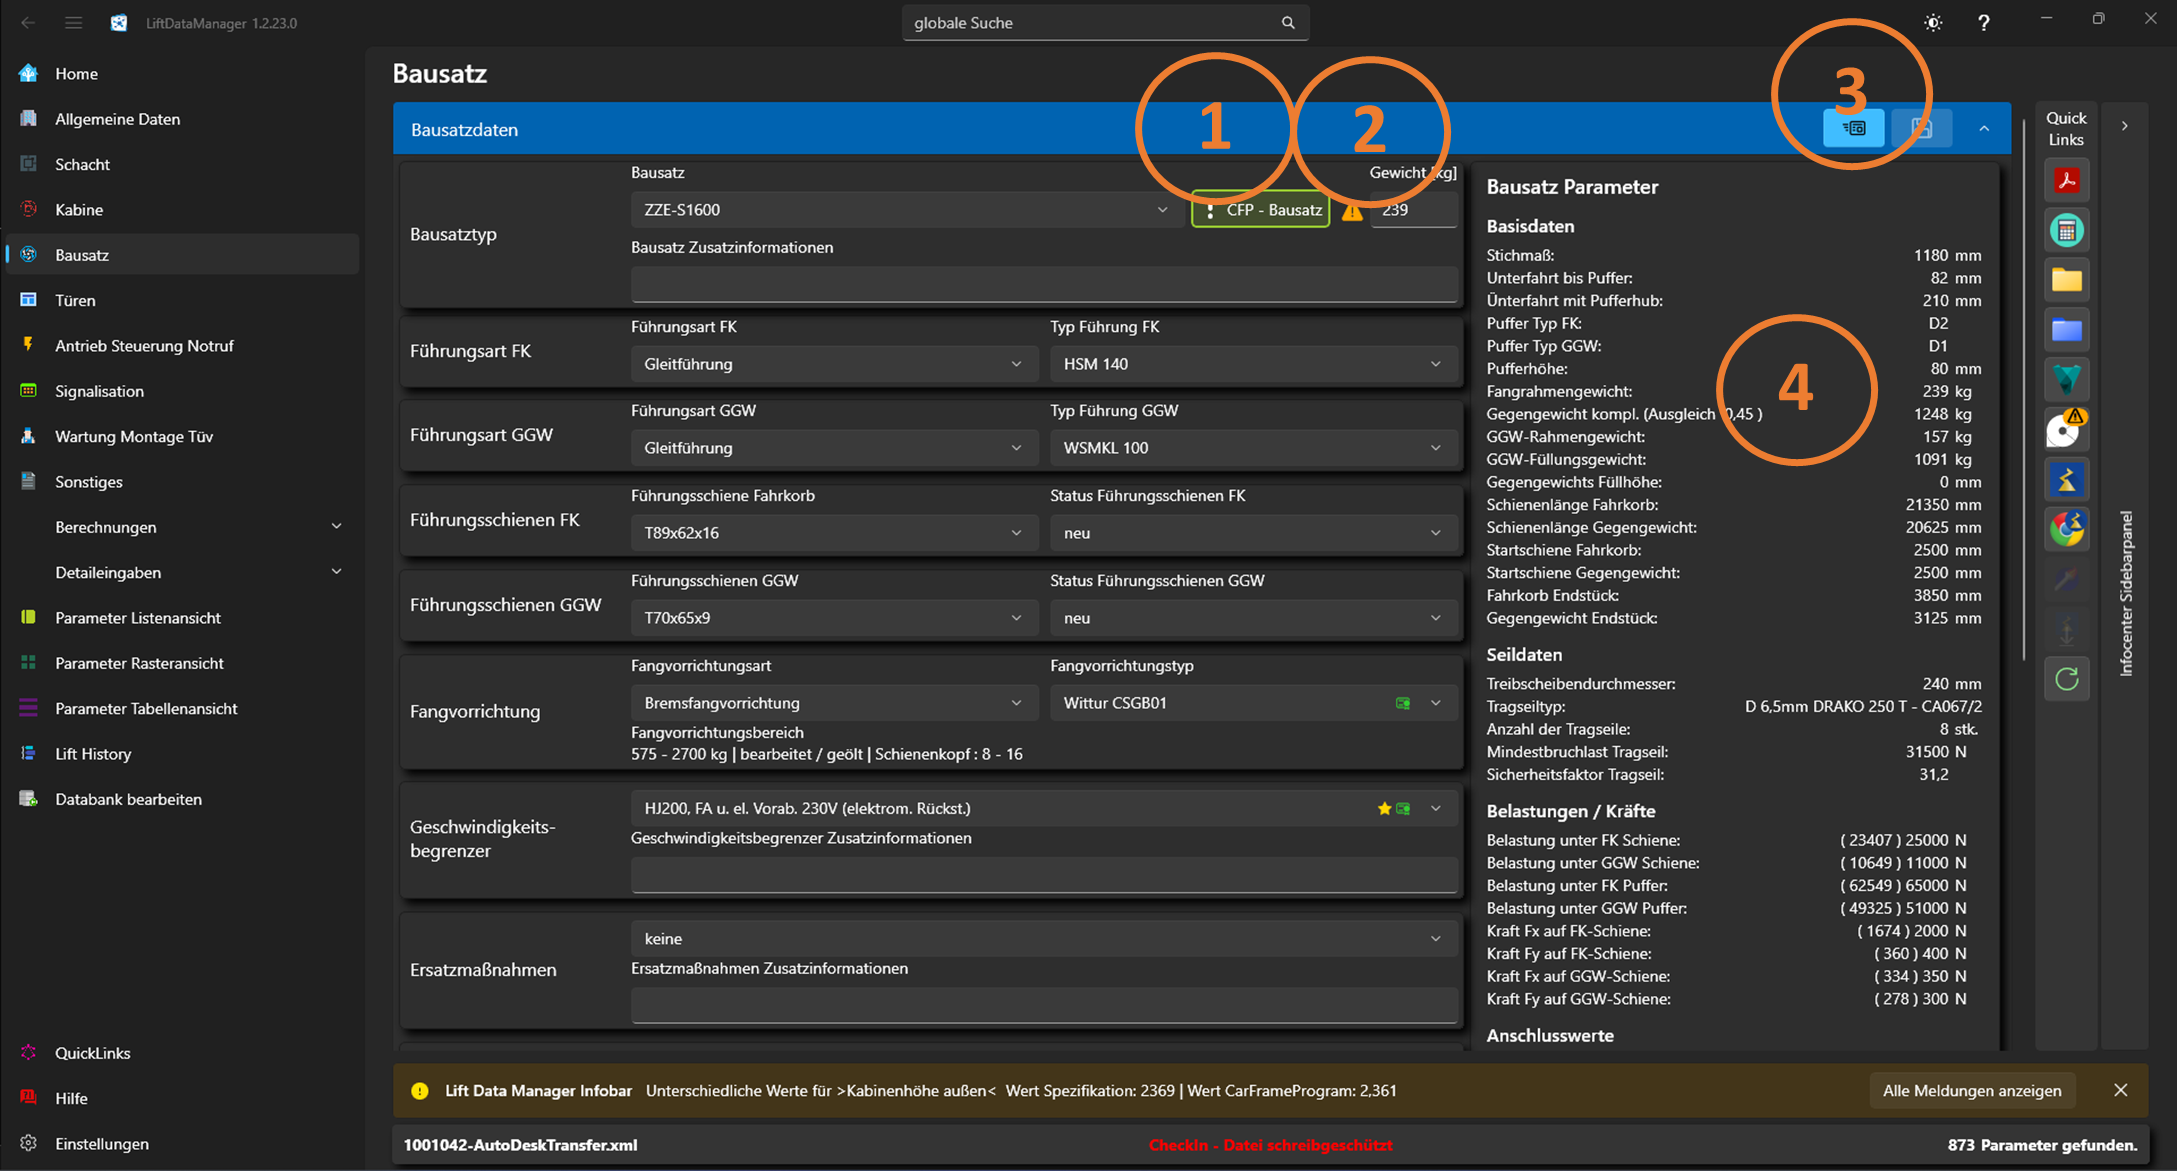 LiftDataManager 1.2.23.0
globale Suche
Home
Allgemeine Daten
Schacht
Kabine
Bausatz
Türen
Antrieb Steuerung Notruf
Signalisation
Wartung Montage Tüv
Sonstiges
Berechnungen
Detaileingaben
Parameter Listenansicht
Parameter Rasteransicht
Parameter Tabellenansicht
Lift History
Databank bearbeiten
QuickLinks
Hilfe
Einstellungen
Bausatz
Bausatzdaten
1
2
3
4
Bausatztyp
Bausatz
Gewicht [kg]
ZZE-S1600
CFP - Bausatz
239
Bausatz Zusatzinformationen
Führungsart FK
Führungsart FK
Typ Führung FK
Gleitführung
HSM 140
Führungsart GGW
Führungsart GGW
Typ Führung GGW
Gleitführung
WSMKL 100
Führungsschienen FK
Führungsschiene Fahrkorb
Status Führungsschienen FK
T89x62x16
neu
Führungsschienen GGW
Führungsschienen GGW
Status Führungsschienen GGW
T70x65x9
neu
Fangvorrichtung
Fangvorrichtungsart
Fangvorrichtungstyp
Bremsfangvorrichtung
Wittur CSGB01
Fangvorrichtungsbereich
575 - 2700 kg | bearbeitet / geölt | Schienenkopf : 8 - 16
Geschwindigkeits-
begrenzer
HJ200, FA u. el. Vorab. 230V (elektrom. Rückst.)
Geschwindigkeitsbegrenzer Zusatzinformationen
Ersatzmaßnahmen
keine
Ersatzmaßnahmen Zusatzinformationen
Bausatz Parameter
Basisdaten
Stichmaß: 1180 mm
Unterfahrt bis Puffer: 82 mm
Ünterfahrt mit Pufferhub: 210 mm
Puffer Typ FK: D2
Puffer Typ GGW: D1
Pufferhöhe: 80 mm
Fangrahmengewicht: 239 kg
Gegengewicht kompl. (Ausgleich 0,45 ) 1248 kg
GGW-Rahmengewicht: 157 kg
GGW-Füllungsgewicht: 1091 kg
Gegengewichts Füllhöhe: 0 mm
Schienenlänge Fahrkorb: 21350 mm
Schienenlänge Gegengewicht: 20625 mm
Startschiene Fahrkorb: 2500 mm
Startschiene Gegengewicht: 2500 mm
Fahrkorb Endstück: 3850 mm
Gegengewicht Endstück: 3125 mm
Seildaten
Treibscheibendurchmesser: 240 mm
Tragseiltyp: D 6,5mm DRAKO 250 T - CA067/2
Anzahl der Tragseile: 8 stk.
Mindestbruchlast Tragseil: 31500 N
Sicherheitsfaktor Tragseil: 31,2
Belastungen / Kräfte
Belastung unter FK Schiene: ( 23407 ) 25000 N
Belastung unter GGW Schiene: ( 10649 ) 11000 N
Belastung unter FK Puffer: ( 62549 ) 65000 N
Belastung unter GGW Puffer: ( 49325 ) 51000 N
Kraft Fx auf FK-Schiene: ( 1674 ) 2000 N
Kraft Fy auf FK-Schiene: ( 360 ) 400 N
Kraft Fx auf GGW-Schiene: ( 334 ) 350 N
Kraft Fy auf GGW-Schiene: ( 278 ) 300 N
Anschlusswerte
Quick
Links
Infocenter Sidebarpanel
Lift Data Manager Infobar Unterschiedliche Werte für >Kabinenhöhe außen< Wert Spezifikation: 2369 | Wert CarFrameProgram: 2,361
Alle Meldungen anzeigen
1001042-AutoDeskTransfer.xml
CheckIn - Datei schreibgeschützt
873 Parameter gefunden.